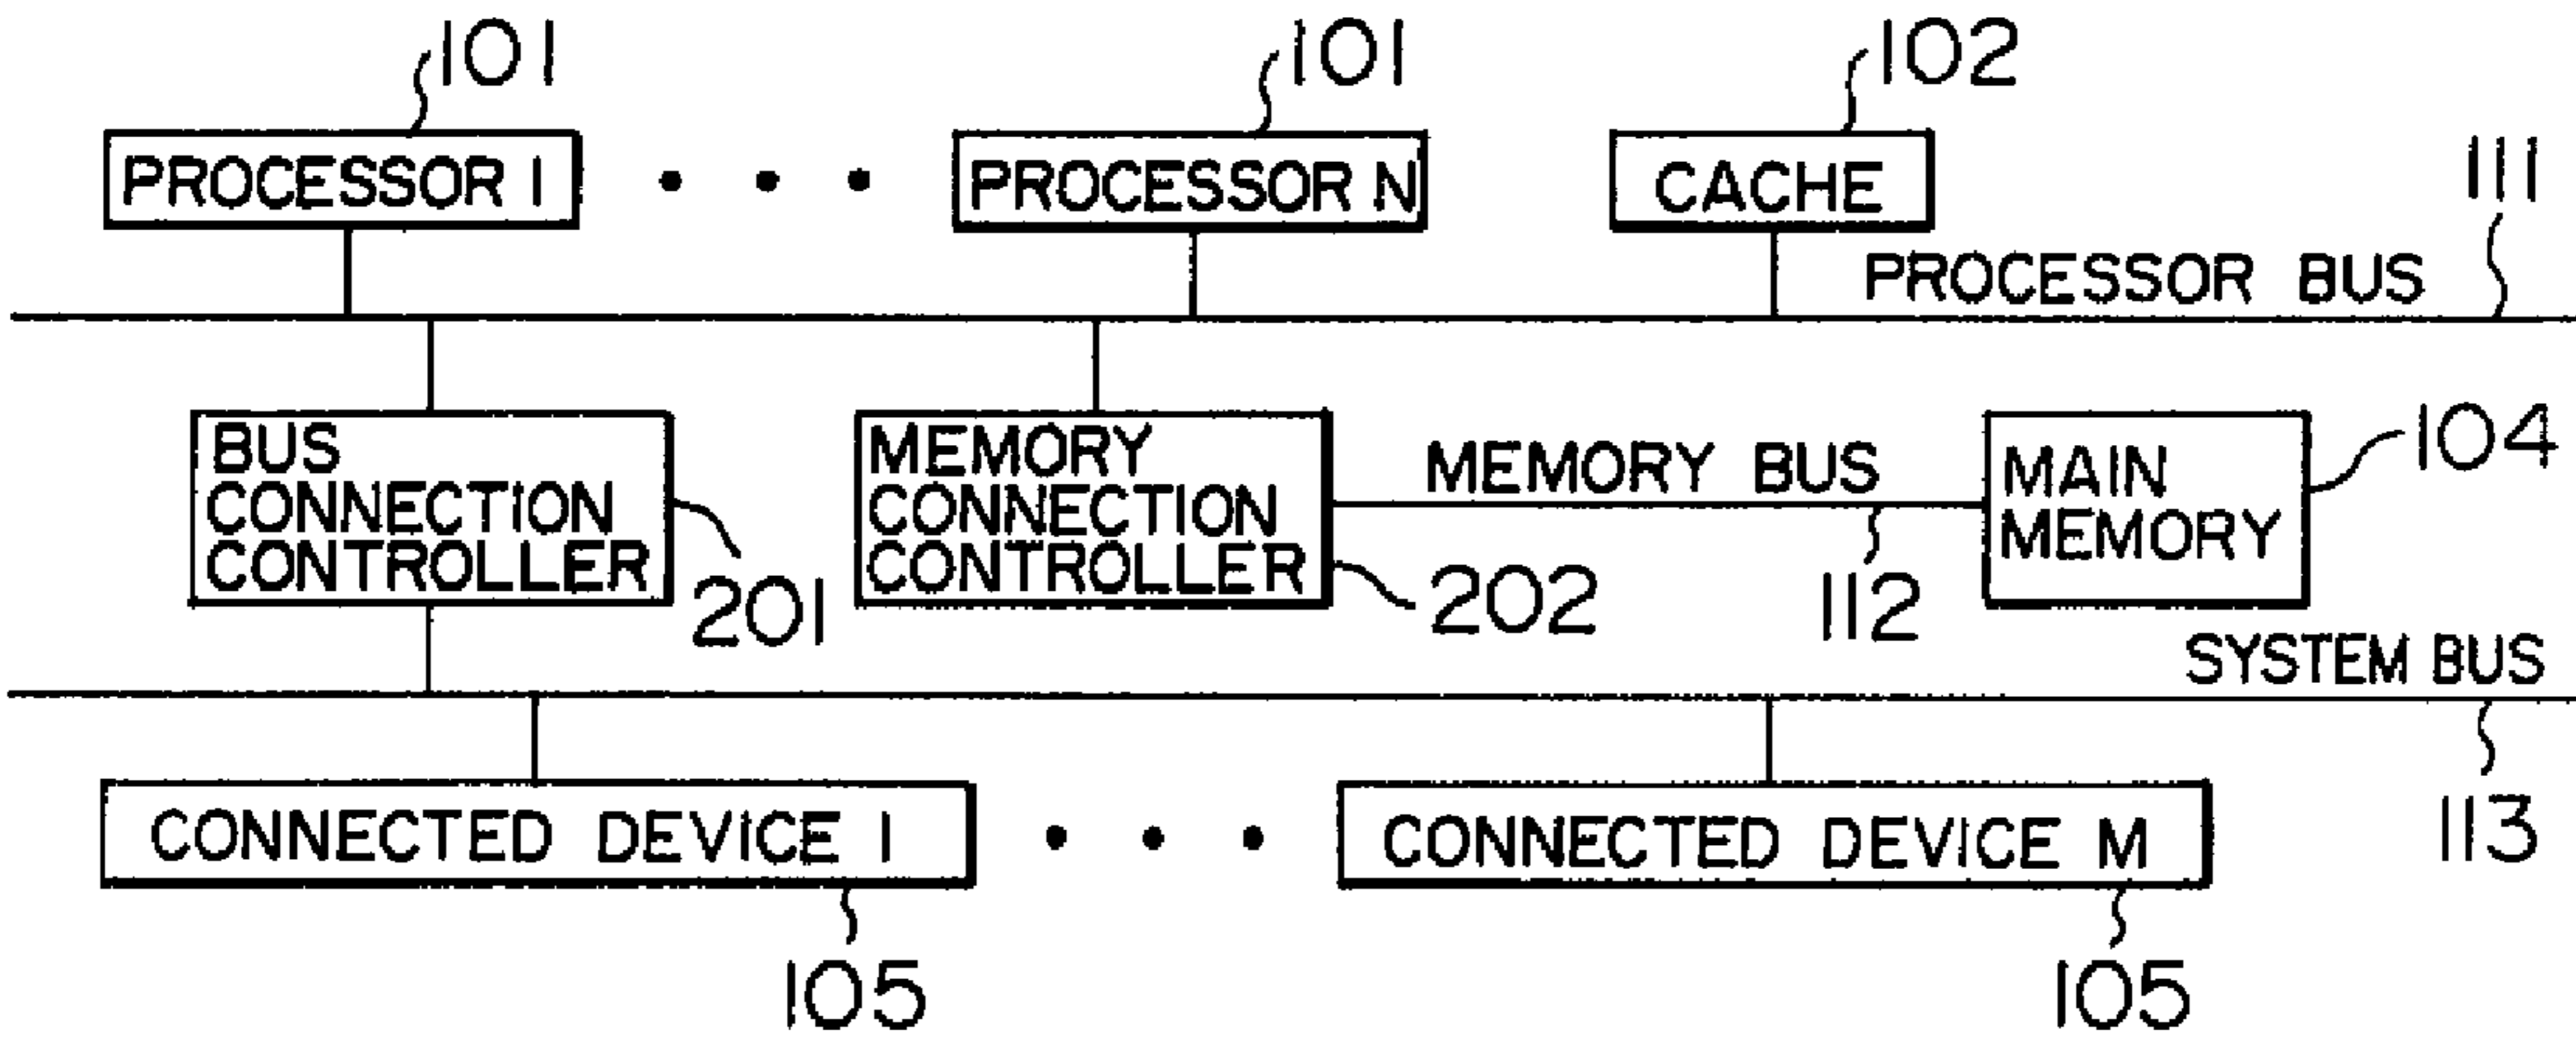 101
101
102
PROCESSOR 1
• • •
PROCESSOR N
CACHE
111
PROCESSOR BUS
BUS
CONNECTION
CONTROLLER
201
MEMORY
CONNECTION
CONTROLLER
202
MEMORY BUS
112
MAIN
MEMORY
104
SYSTEM BUS
113
CONNECTED DEVICE 1
• • •
CONNECTED DEVICE M
105
105